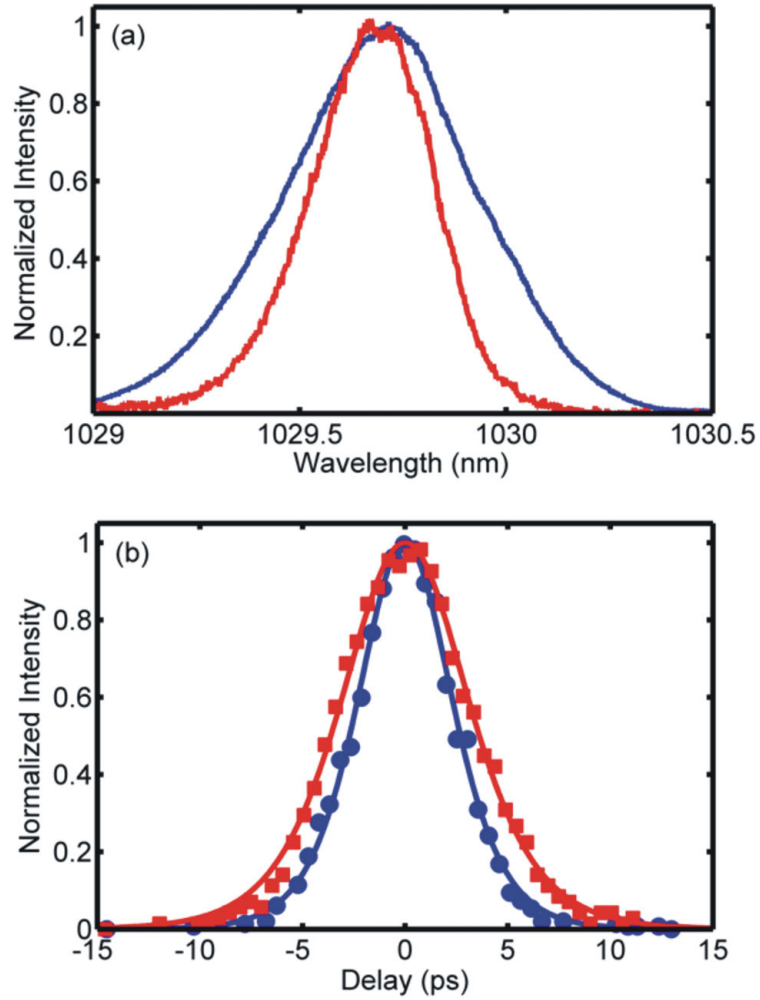 (a)
Normalized Intensity
1
0.8
0.6
0.4
0.2
1029 1029.5 1030 1030.5
Wavelength (nm)
(b)
Normalized Intensity
1
0.8
0.6
0.4
0.2
0
-15 -10 -5 0 5 10 15
Delay (ps)